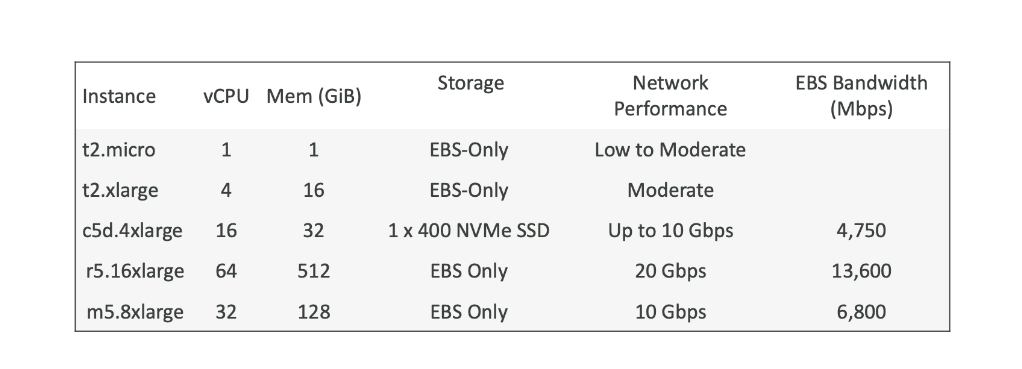 Instance vCPU Mem (GiB) Storage Network Performance EBS Bandwidth (Mbps)
t2.micro 1 1 EBS-Only Low to Moderate
t2.xlarge 4 16 EBS-Only Moderate
c5d.4xlarge 16 32 1 x 400 NVMe SSD Up to 10 Gbps 4,750
r5.16xlarge 64 512 EBS Only 20 Gbps 13,600
m5.8xlarge 32 128 EBS Only 10 Gbps 6,800